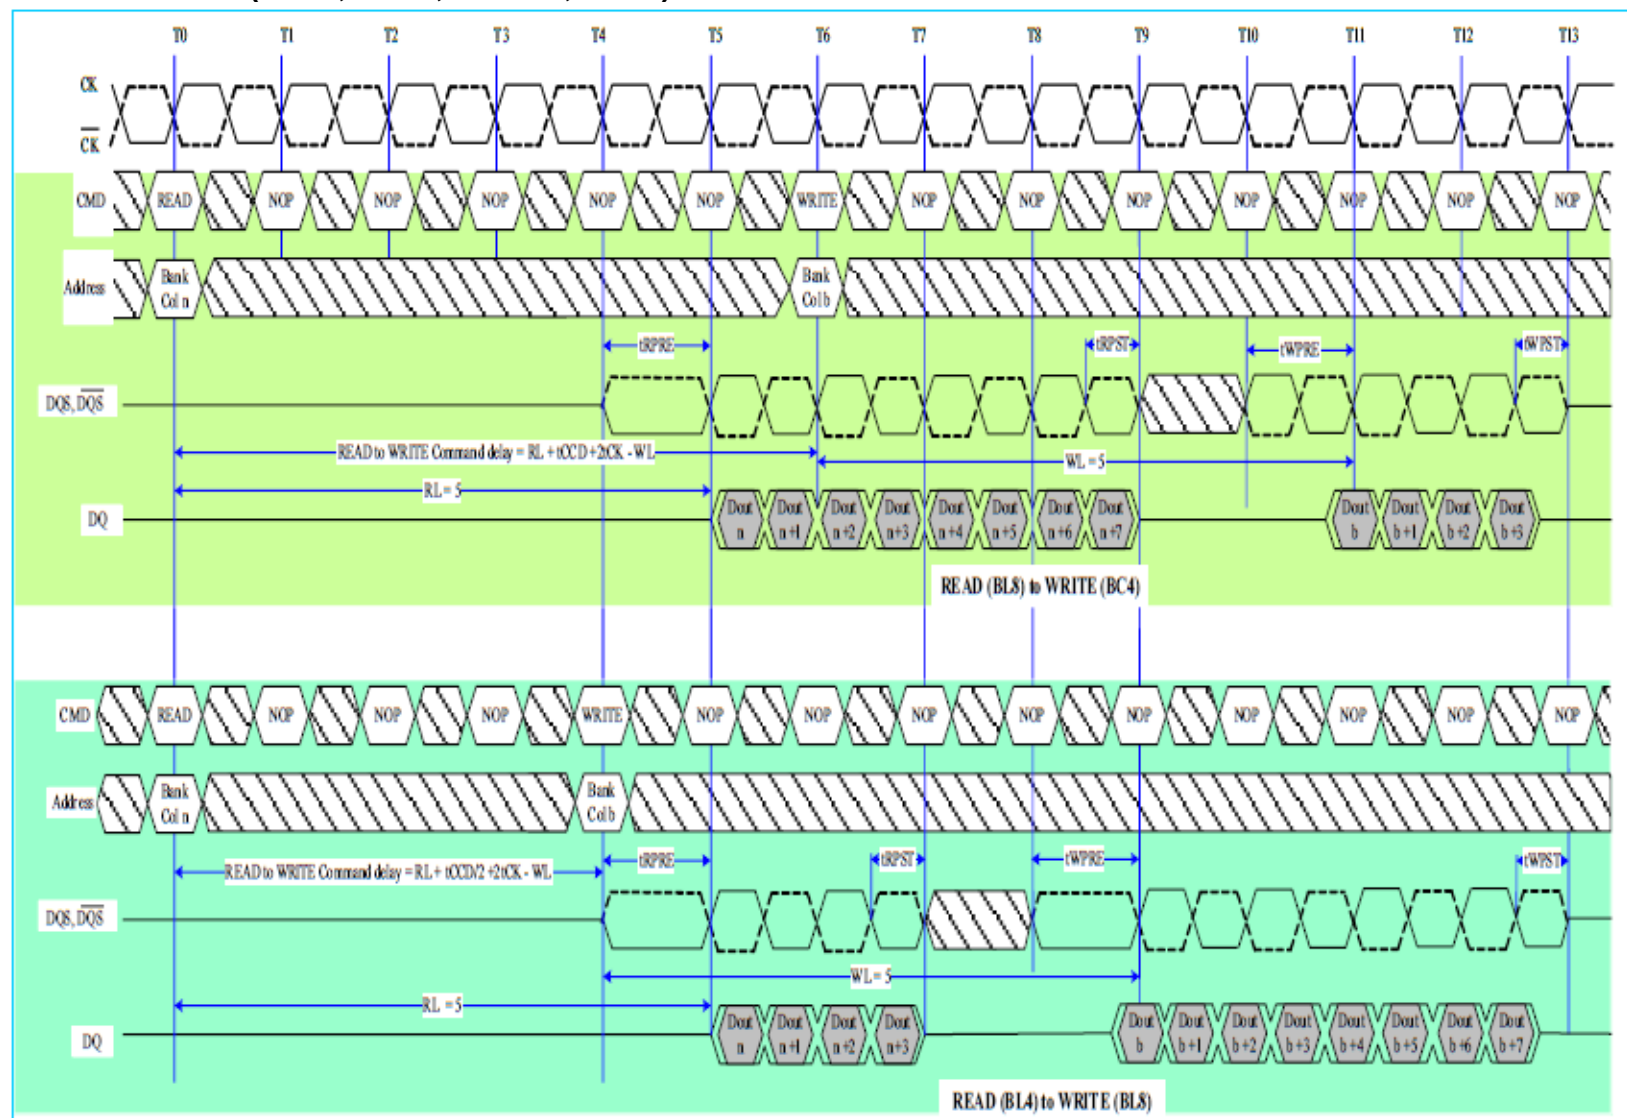 T0 T1 T2 T3 T4 T5 T6 T7 T8 T9 T10 T11 T12 T13
CK
CK
CMD READ NOP NOP NOP NOP NOP WRITE NOP NOP NOP NOP NOP NOP NOP
Address Bank Col n Bank Col b
tRPRE tRPST tWPRE tWPST
DQS, DQS
READ to WRITE Command delay = RL + tCCD + 2tCK - WL
WL = 5
RL = 5
DQ Dout n Dout n+1 Dout n+2 Dout n+3 Dout n+4 Dout n+5 Dout n+6 Dout n+7 Dout b Dout b+1 Dout b+2 Dout b+3
READ (BL8) to WRITE (BC4)
CMD READ NOP NOP NOP WRITE NOP NOP NOP NOP NOP NOP NOP NOP NOP
Address Bank Col n Bank Col b
tRPRE tRPST tWPRE tWPST
READ to WRITE Command delay = RL + tCCD/2 + 2tCK - WL
DQS, DQS
WL = 5
RL = 5
DQ Dout n Dout n+1 Dout n+2 Dout n+3 Dout b Dout b+1 Dout b+2 Dout b+3 Dout b+4 Dout b+5 Dout b+6 Dout b+7
READ (BL4) to WRITE (BL8)